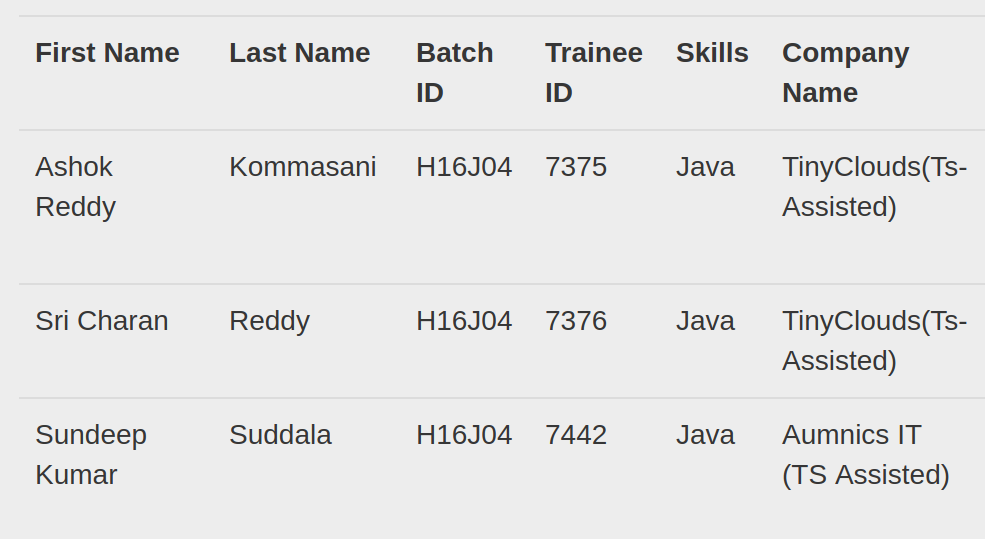 First Name Last Name Batch ID Trainee ID Skills Company Name
Ashok Reddy Kommasani H16J04 7375 Java TinyClouds(Ts-Assisted)
Sri Charan Reddy H16J04 7376 Java TinyClouds(Ts-Assisted)
Sundeep Kumar Suddala H16J04 7442 Java Aumnics IT (TS Assisted)